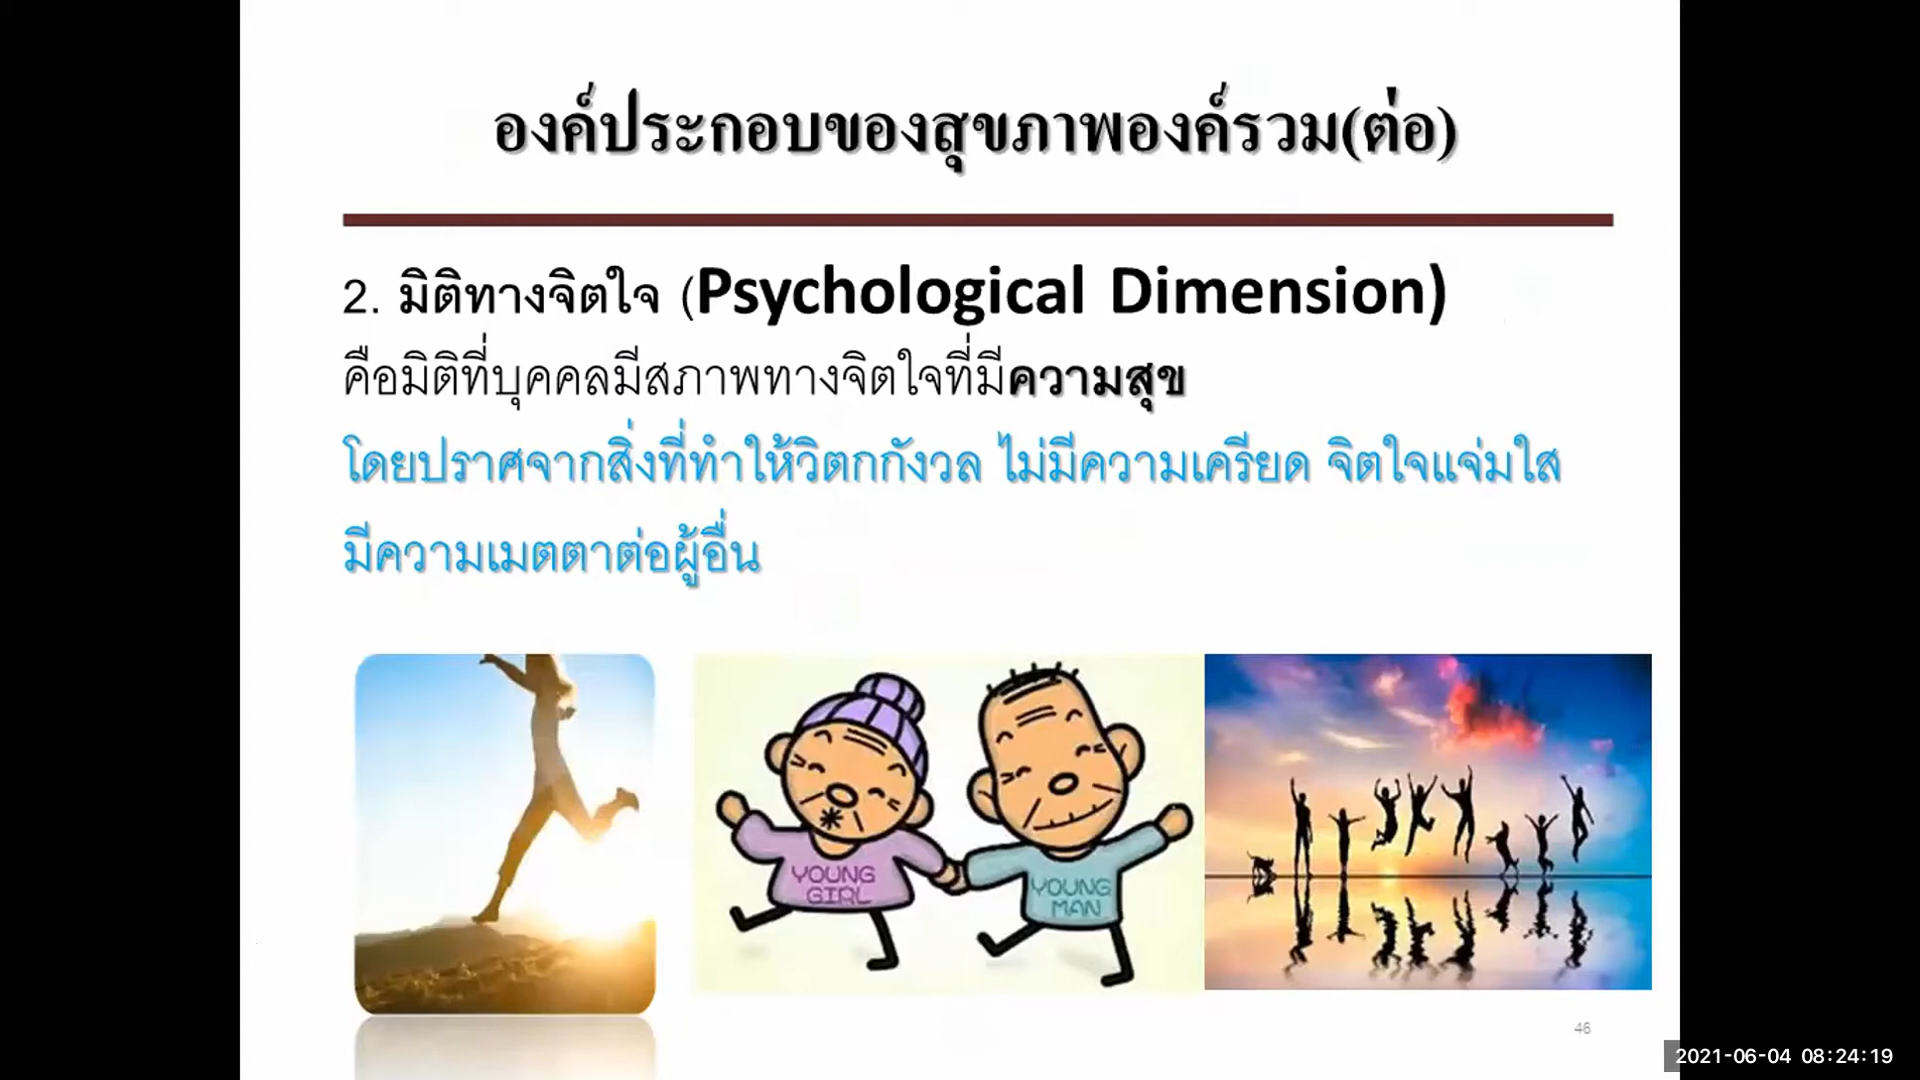 องค์ประกอบของสุขภาพองค์รวม(ต่อ)
2. มิติทางจิตใจ (Psychological Dimension)
คือมิติที่บุคคลมีสภาพทางจิตใจที่มีความสุข
โดยปราศจากสิ่งที่ทำให้วิตกกังวล ไม่มีความเครียด จิตใจแจ่มใส
มีความเมตตาต่อผู้อื่น
YOUNG
GIRL
YOUNG
MAN
46
2021-06-04 08:24:19